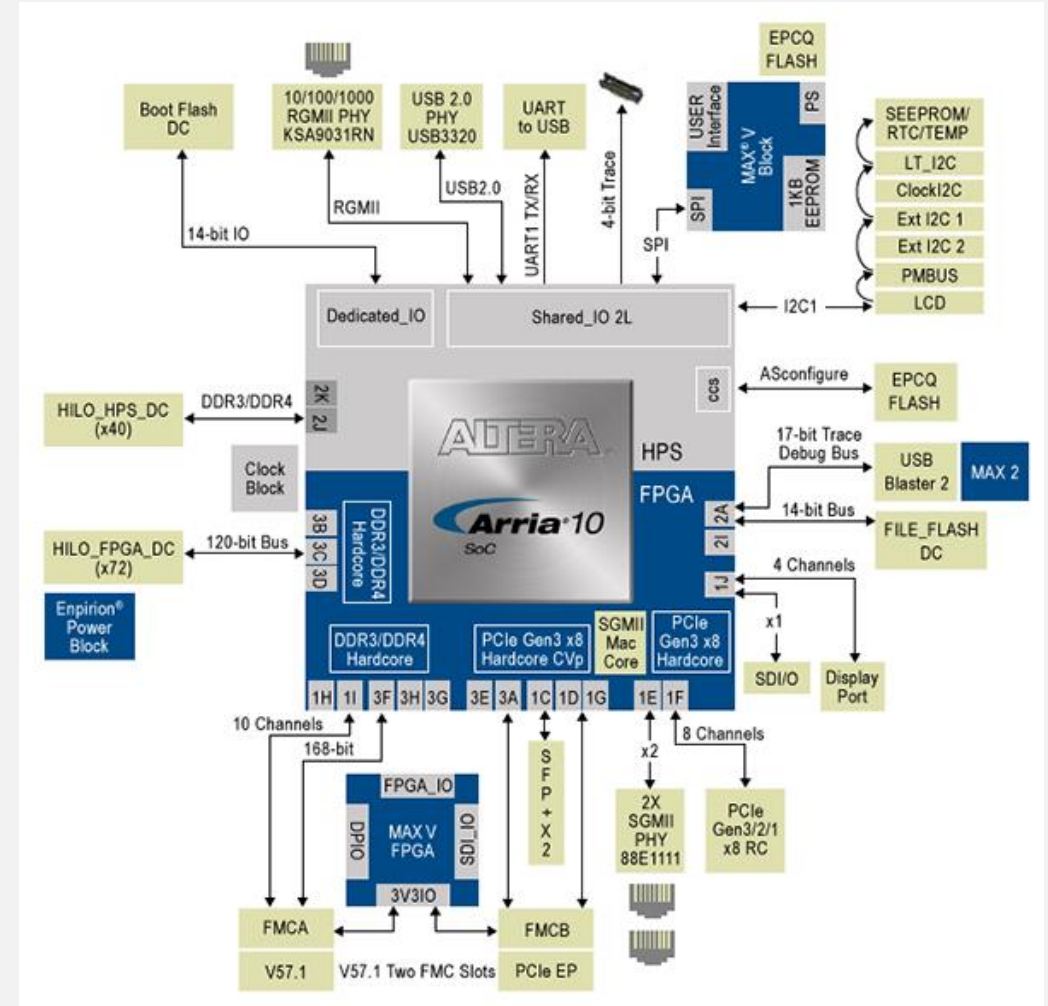 EPCQ
FLASH
Boot Flash
DC
10/100/1000
RGMII PHY
KSA9031RN
USB 2.0
PHY
USB3320
UART
to USB
USER
Interface
PS
MAX® V
Block
SPI
1KB
EEPROM
SEEPROM/
RTC/TEMP
LT_I2C
ClockI2C
Ext I2C 1
Ext I2C 2
PMBUS
LCD
14-bit IO
RGMII
USB2.0
UART1 TX/RX
4-bit Trace
SPI
I2C1
Dedicated_IO
Shared_IO 2L
HILO_HPS_DC
(x40)
DDR3/DDR4
2K
2J
CCS
ASconfigure
EPCQ
FLASH
ALTERA
HPS
Clock
Block
FPGA
Arria® 10
SoC
17-bit Trace
Debug Bus
USB
Blaster 2
MAX 2
2A
2I
14-bit Bus
FILE_FLASH
DC
HILO_FPGA_DC
(x72)
120-bit Bus
3B
3C
3D
DDR3/DDR4
Hardcore
1J
4 Channels
x1
SDI/O
Display
Port
Enpirion®
Power
Block
DDR3/DDR4
Hardcore
PCIe Gen3 x8
Hardcore CVp
SGMII
Mac
Core
PCIe
Gen3 x8
Hardcore
1H
1I
3F
3H
3G
3E
3A
1C
1D
1G
1E
1F
10 Channels
168-bit
x2
8 Channels
SFP+X2
2X
SGMII
PHY
88E1111
PCIe
Gen3/2/1
x8 RC
FPGA_IO
DPIO
MAX V
FPGA
SDI_IO
3V3IO
FMCA
FMCB
V57.1
V57.1 Two FMC Slots
PCIe EP